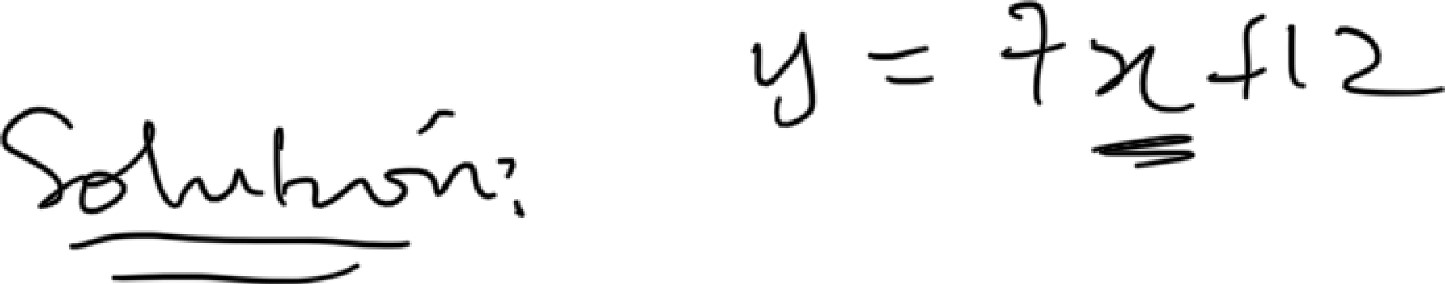 y = 7x + 12
Solution: